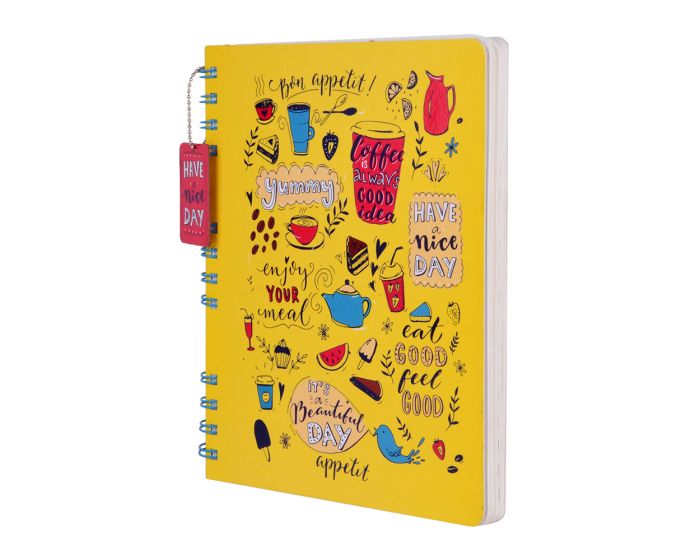 Bon appetit!
HAVE
a
nice
DAY
Coffee
is
always
GOOD
idea
yummy
HAVE
a
nice
DAY
enjoy
YOUR
meal
eat
GOOD
feel
GOOD
IT'S
a
Beautiful
DAY
appetit